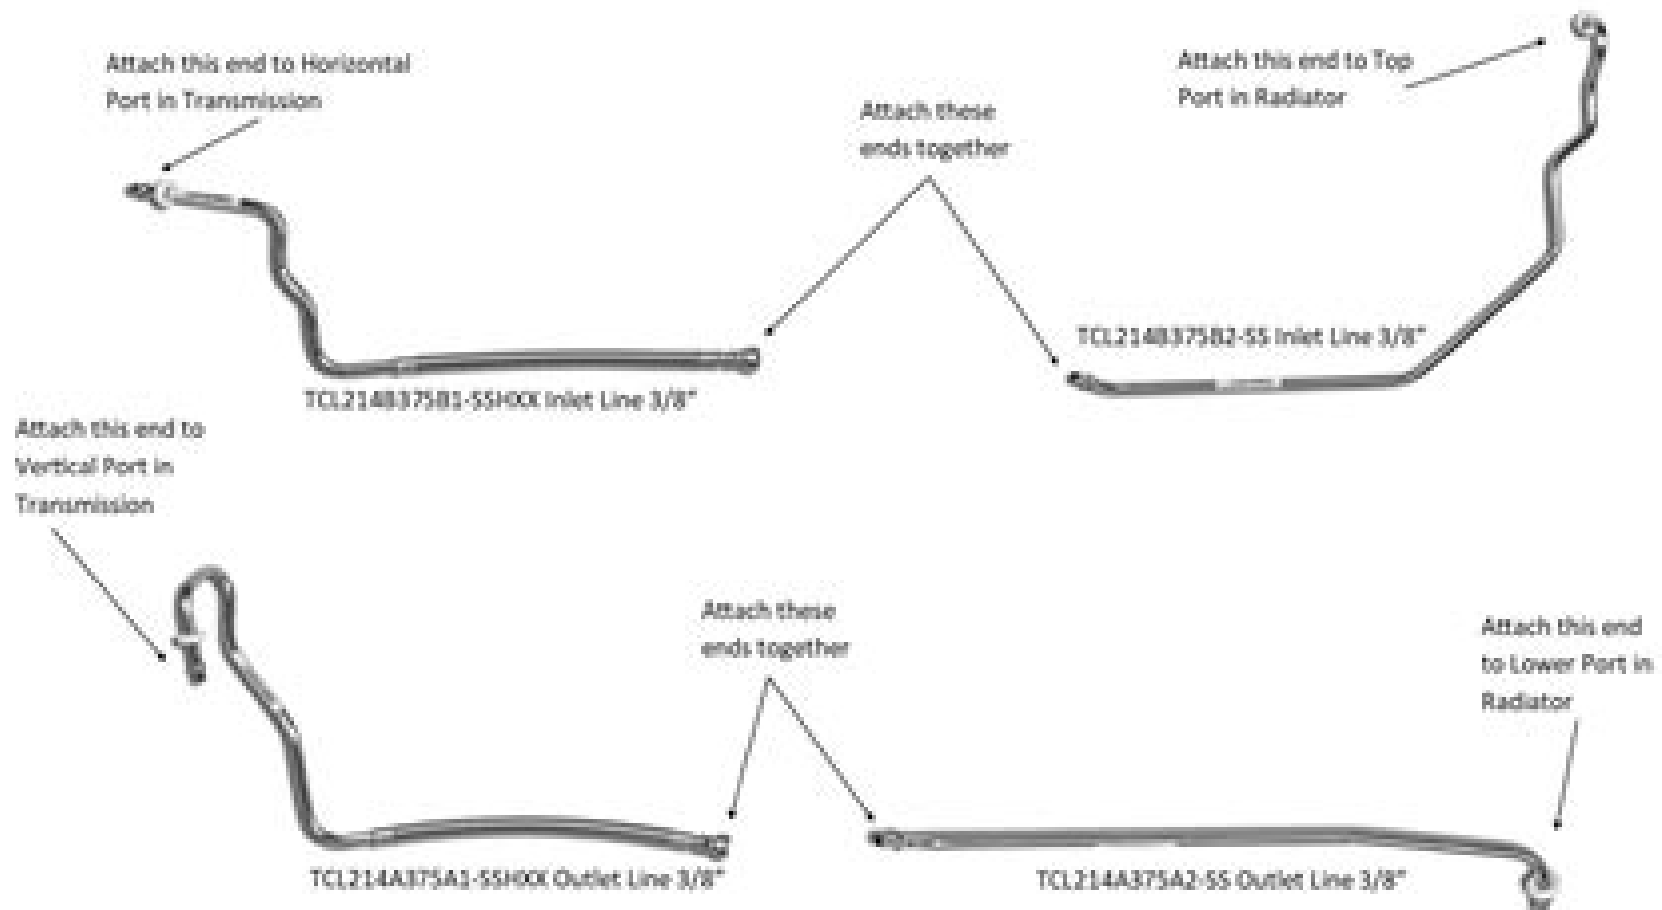 Attach this end to Horizontal
Port in Transmission
Attach these
ends together
Attach this end to Top
Port in Radiator
TCL214B375B1-SSHXX Inlet Line 3/8"
TCL214B375B2-SS Inlet Line 3/8"
Attach this end to
Vertical Port in
Transmission
Attach these
ends together
Attach this end
to Lower Port in
Radiator
TCL214A375A1-SSHXX Outlet Line 3/8"
TCL214A375A2-SS Outlet Line 3/8"